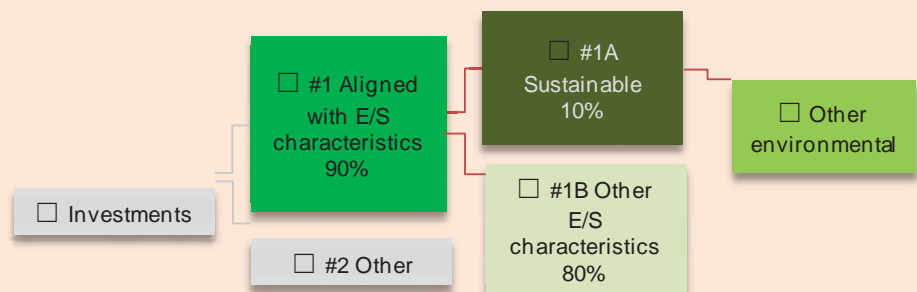 ☐ Investments
☐ #1 Aligned
with E/S
characteristics
90%
☐ #2 Other
☐ #1A
Sustainable
10%
☐ #1B Other
E/S
characteristics
80%
☐ Other
environmental